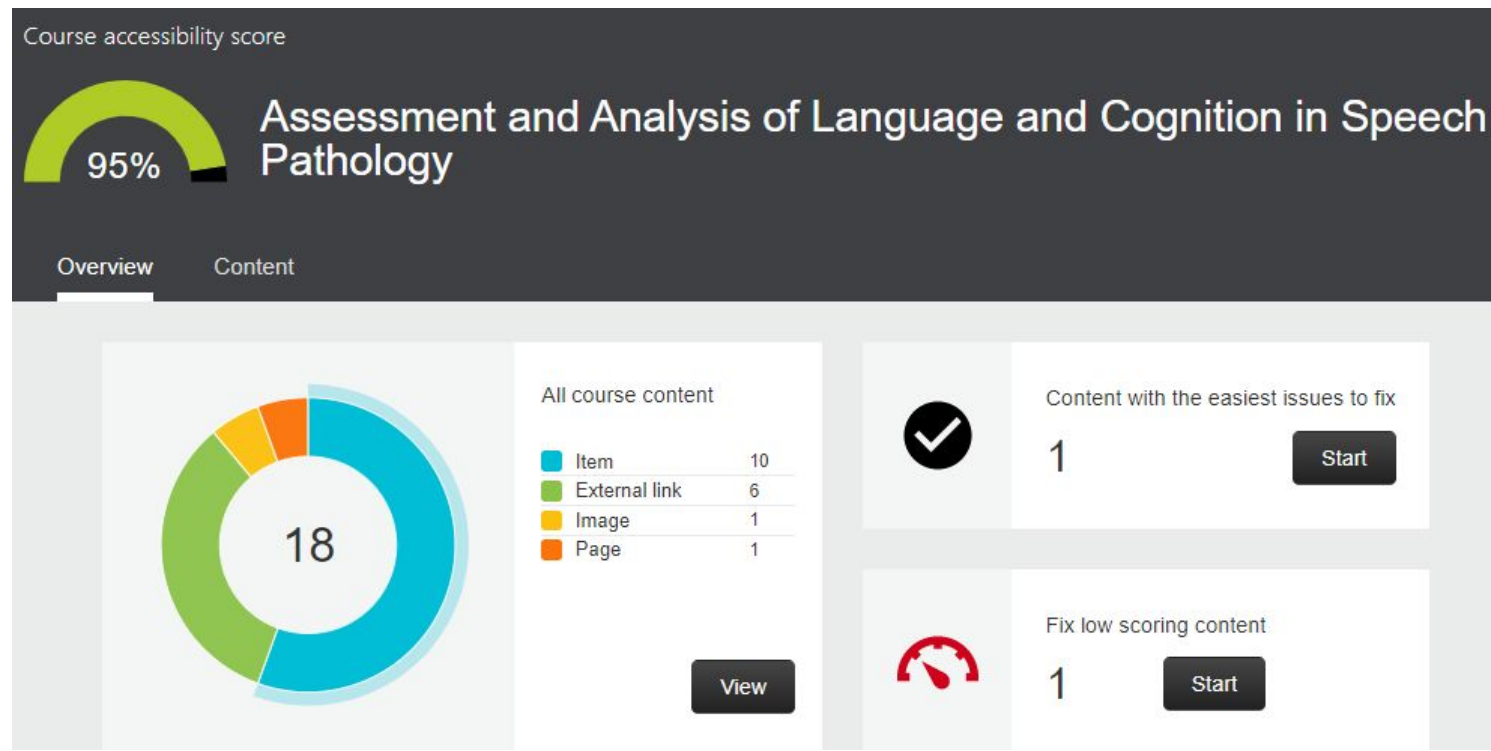 Course accessibility score
95%
Assessment and Analysis of Language and Cognition in Speech
Pathology
Overview Content
18
All course content
Item 10
External link 6
Image 1
Page 1
View
Content with the easiest issues to fix
1 Start
Fix low scoring content
1 Start